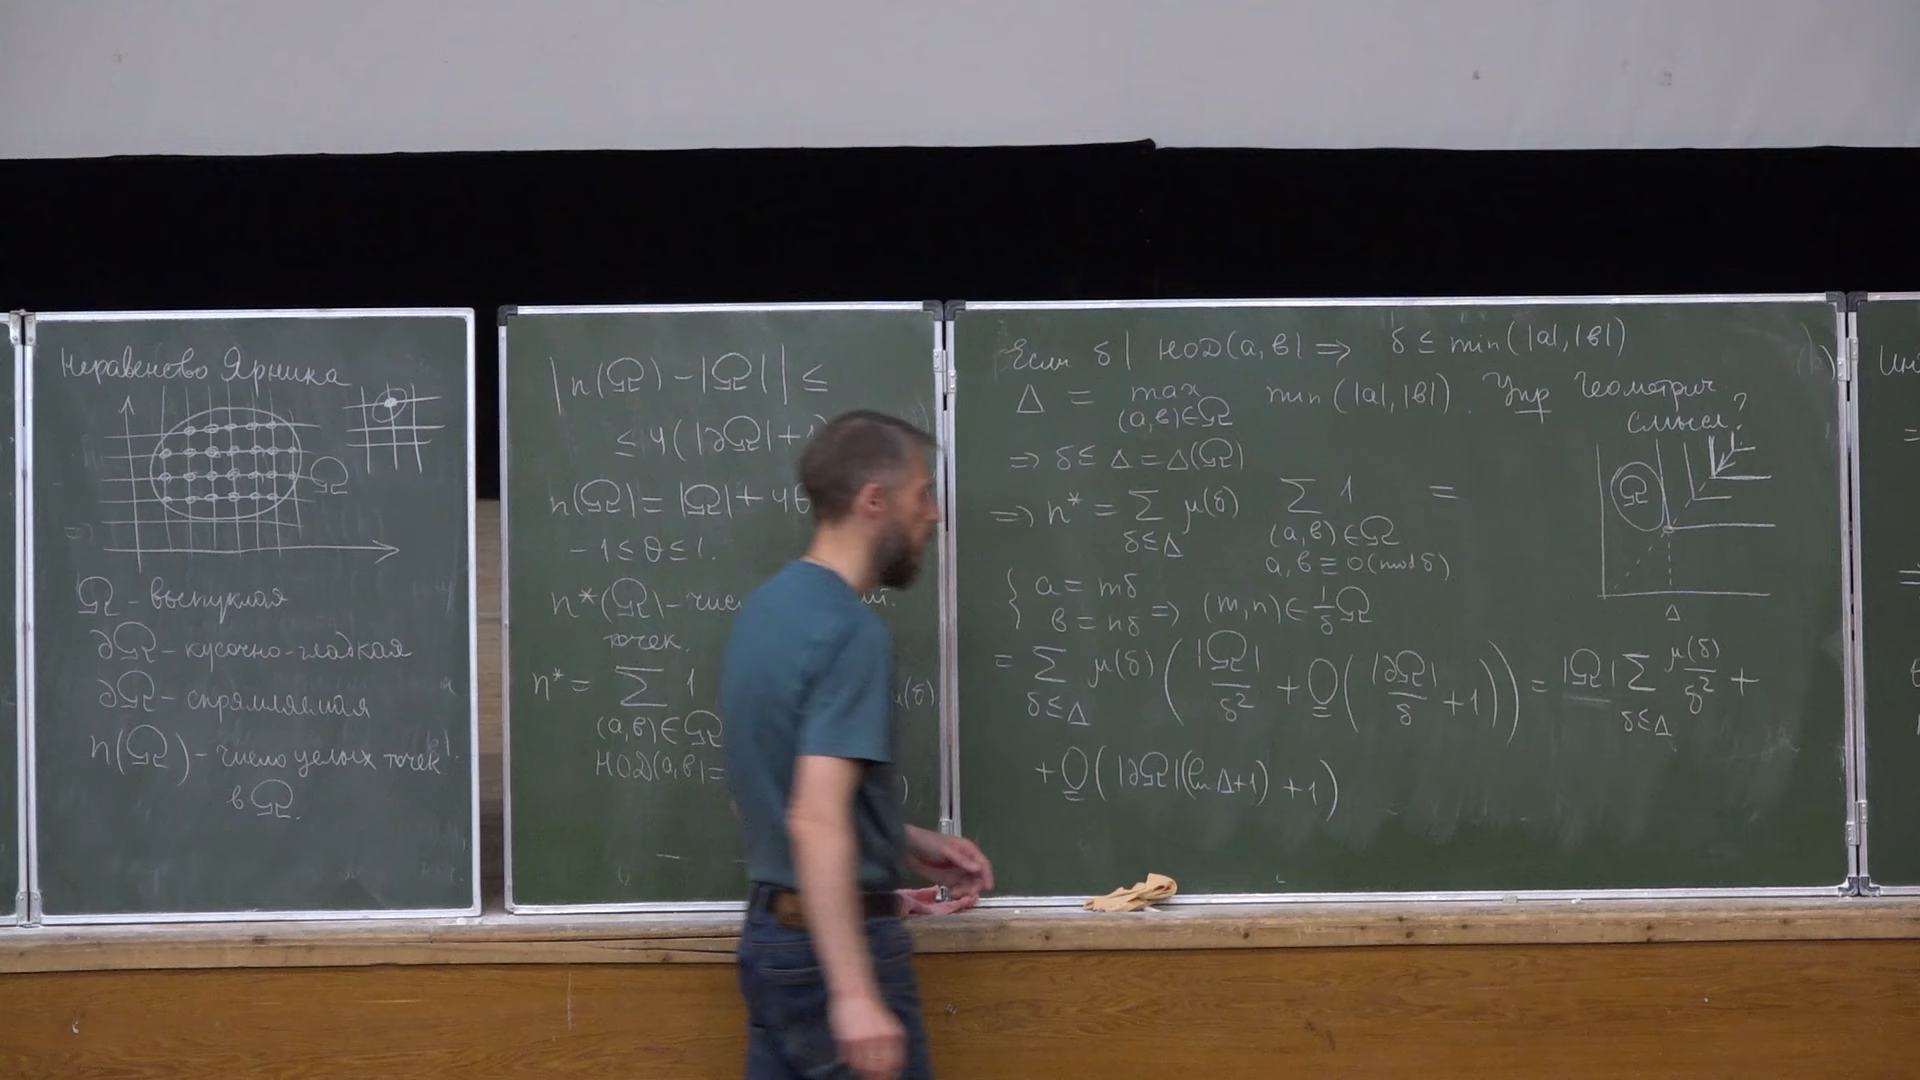 Неравенство Ярника
Ω
=>
Ω - выпуклая
∂Ω - кусочно-гладкая
∂Ω - спрямляемая
n(Ω) - число целых точек
в Ω.
|n(Ω) - |Ω|| ≤
≤ 4(|∂Ω|+1
n(Ω) = |Ω| + 4θ
-1 ≤ θ ≤ 1.
n*(Ω) -
точек.
n* = Σ 1
(a,b)∈Ω
НОД(a,b)=
μ(δ)
Если δ | НОД(a,b) ⇒ δ ≤ min(|a|,|b|)
Δ = max min(|a|,|b|). Упр Геометрич
(a,b)∈Ω
смысл?
⇒ δ ≤ Δ = Δ(Ω)
⇒ n* = Σ μ(δ) Σ 1 =
δ≤Δ (a,b)∈Ω
a,b ≡ 0(mod δ)
{ a = mδ
b = nδ ⇒ (m,n) ∈ 1/δ Ω
= Σ μ(δ) ( |Ω|/δ² + O( |∂Ω|/δ + 1 ) ) = |Ω| Σ μ(δ)/δ² +
δ≤Δ δ≤Δ
+ O( |∂Ω|(ln Δ+1) + 1 )
Ω
Δ